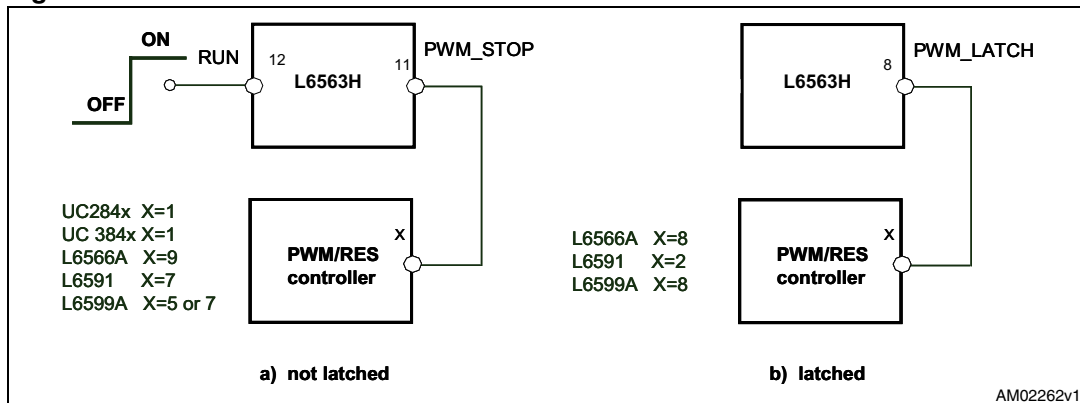 ON
OFF
RUN
12
L6563H
11
PWM_STOP
UC284x X=1
UC 384x X=1
L6566A X=9
L6591 X=7
L6599A X=5 or 7
X
PWM/RES
controller
a) not latched
L6563H
8
PWM_LATCH
L6566A X=8
L6591 X=2
L6599A X=8
X
PWM/RES
controller
b) latched
AM02262v1